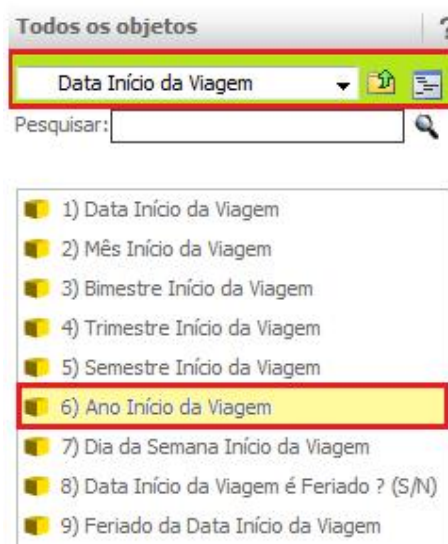 Todos os objetos ?
Data Início da Viagem
Pesquisar:
1) Data Início da Viagem
2) Mês Início da Viagem
3) Bimestre Início da Viagem
4) Trimestre Início da Viagem
5) Semestre Início da Viagem
6) Ano Início da Viagem
7) Dia da Semana Início da Viagem
8) Data Início da Viagem é Feriado ? (S/N)
9) Feriado da Data Início da Viagem